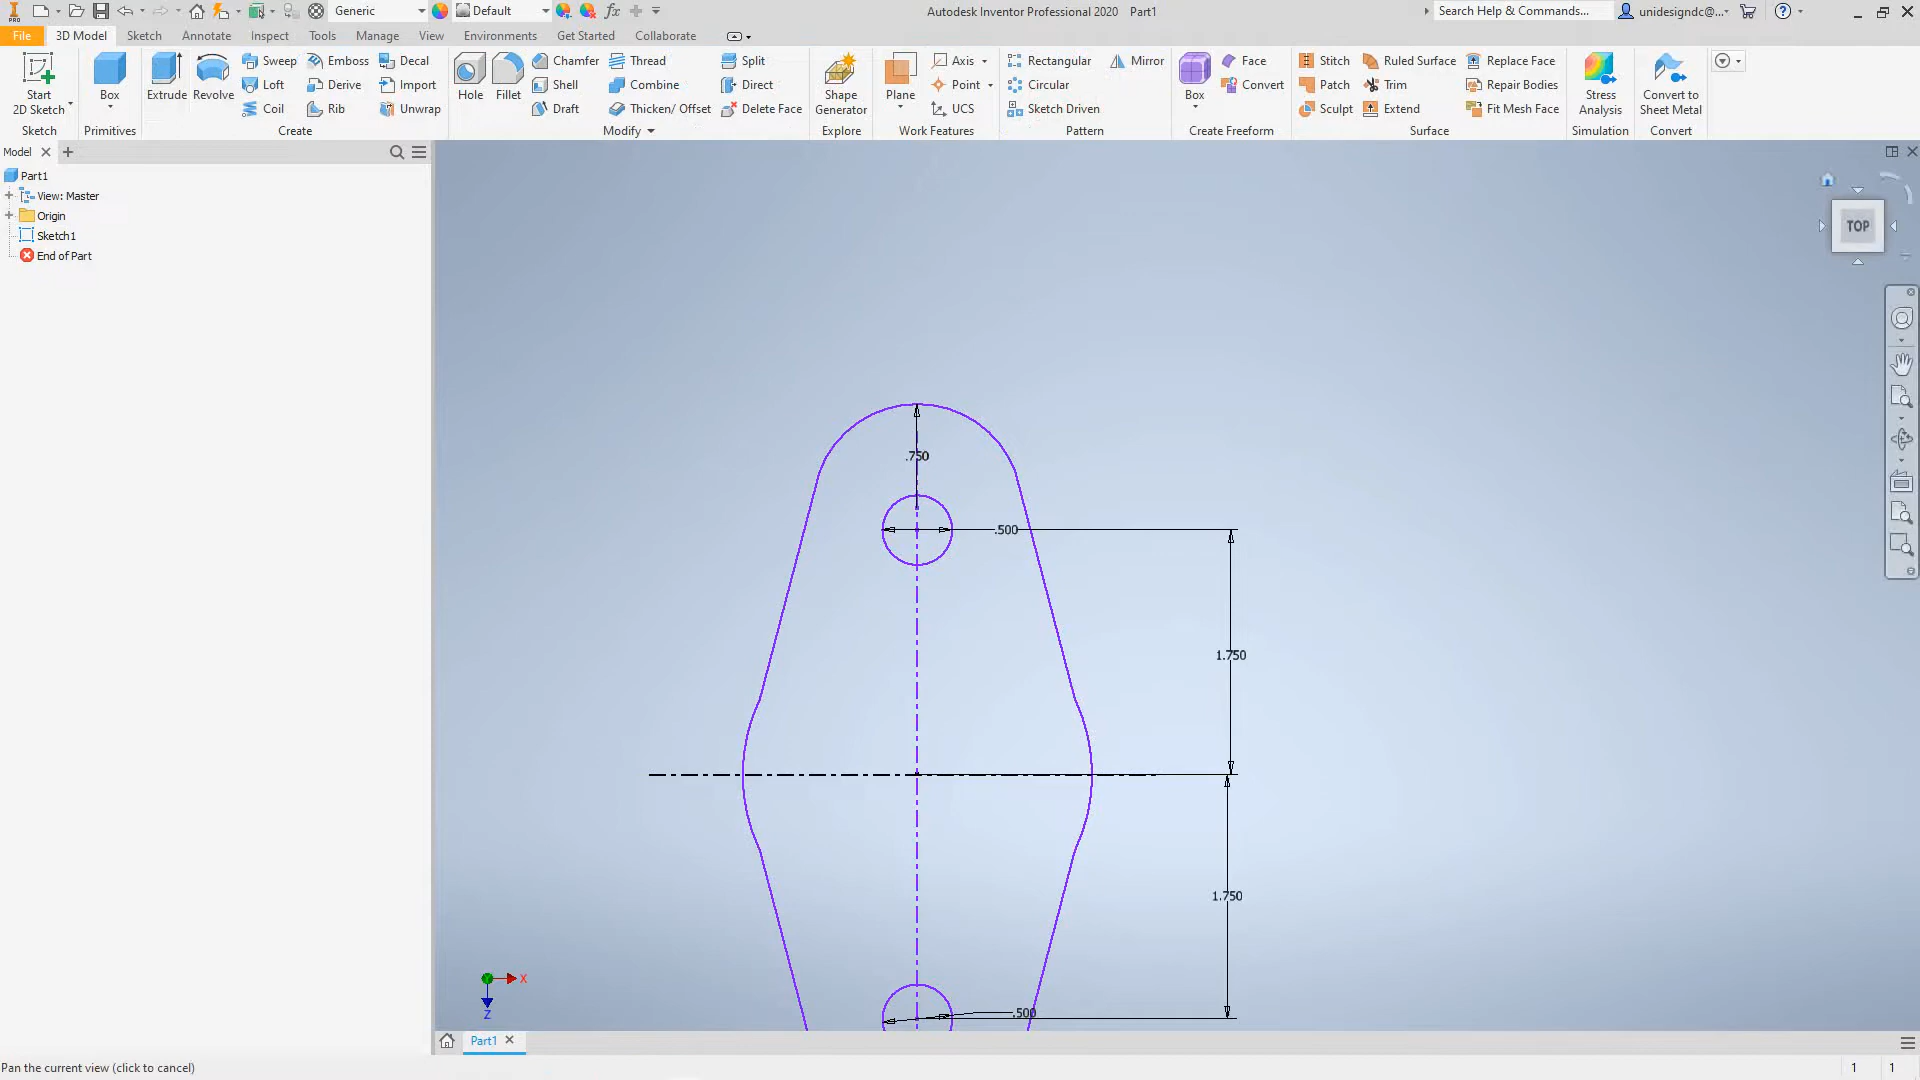 PRO
Generic
Default
fx
Autodesk Inventor Professional 2020 Part1
Search Help & Commands...
unidesigndc@...
File
3D Model
Sketch
Annotate
Inspect
Tools
Manage
View
Environments
Get Started
Collaborate
Start
2D Sketch
Sketch
Box
Primitives
Extrude
Revolve
Sweep
Emboss
Decal
Loft
Derive
Import
Coil
Rib
Unwrap
Create
Hole
Fillet
Chamfer
Thread
Split
Shell
Combine
Direct
Draft
Thicken/ Offset
Delete Face
Modify
Shape
Generator
Explore
Plane
Axis
Point
UCS
Work Features
Rectangular
Mirror
Circular
Sketch Driven
Pattern
Box
Face
Convert
Create Freeform
Stitch
Ruled Surface
Replace Face
Patch
Trim
Repair Bodies
Sculpt
Extend
Fit Mesh Face
Surface
Stress
Analysis
Simulation
Convert to
Sheet Metal
Convert
Model
Part1
View: Master
Origin
Sketch1
End of Part
TOP
.750
.500
1.750
1.750
.500
X
Z
Part1
Pan the current view (click to cancel)
1 1